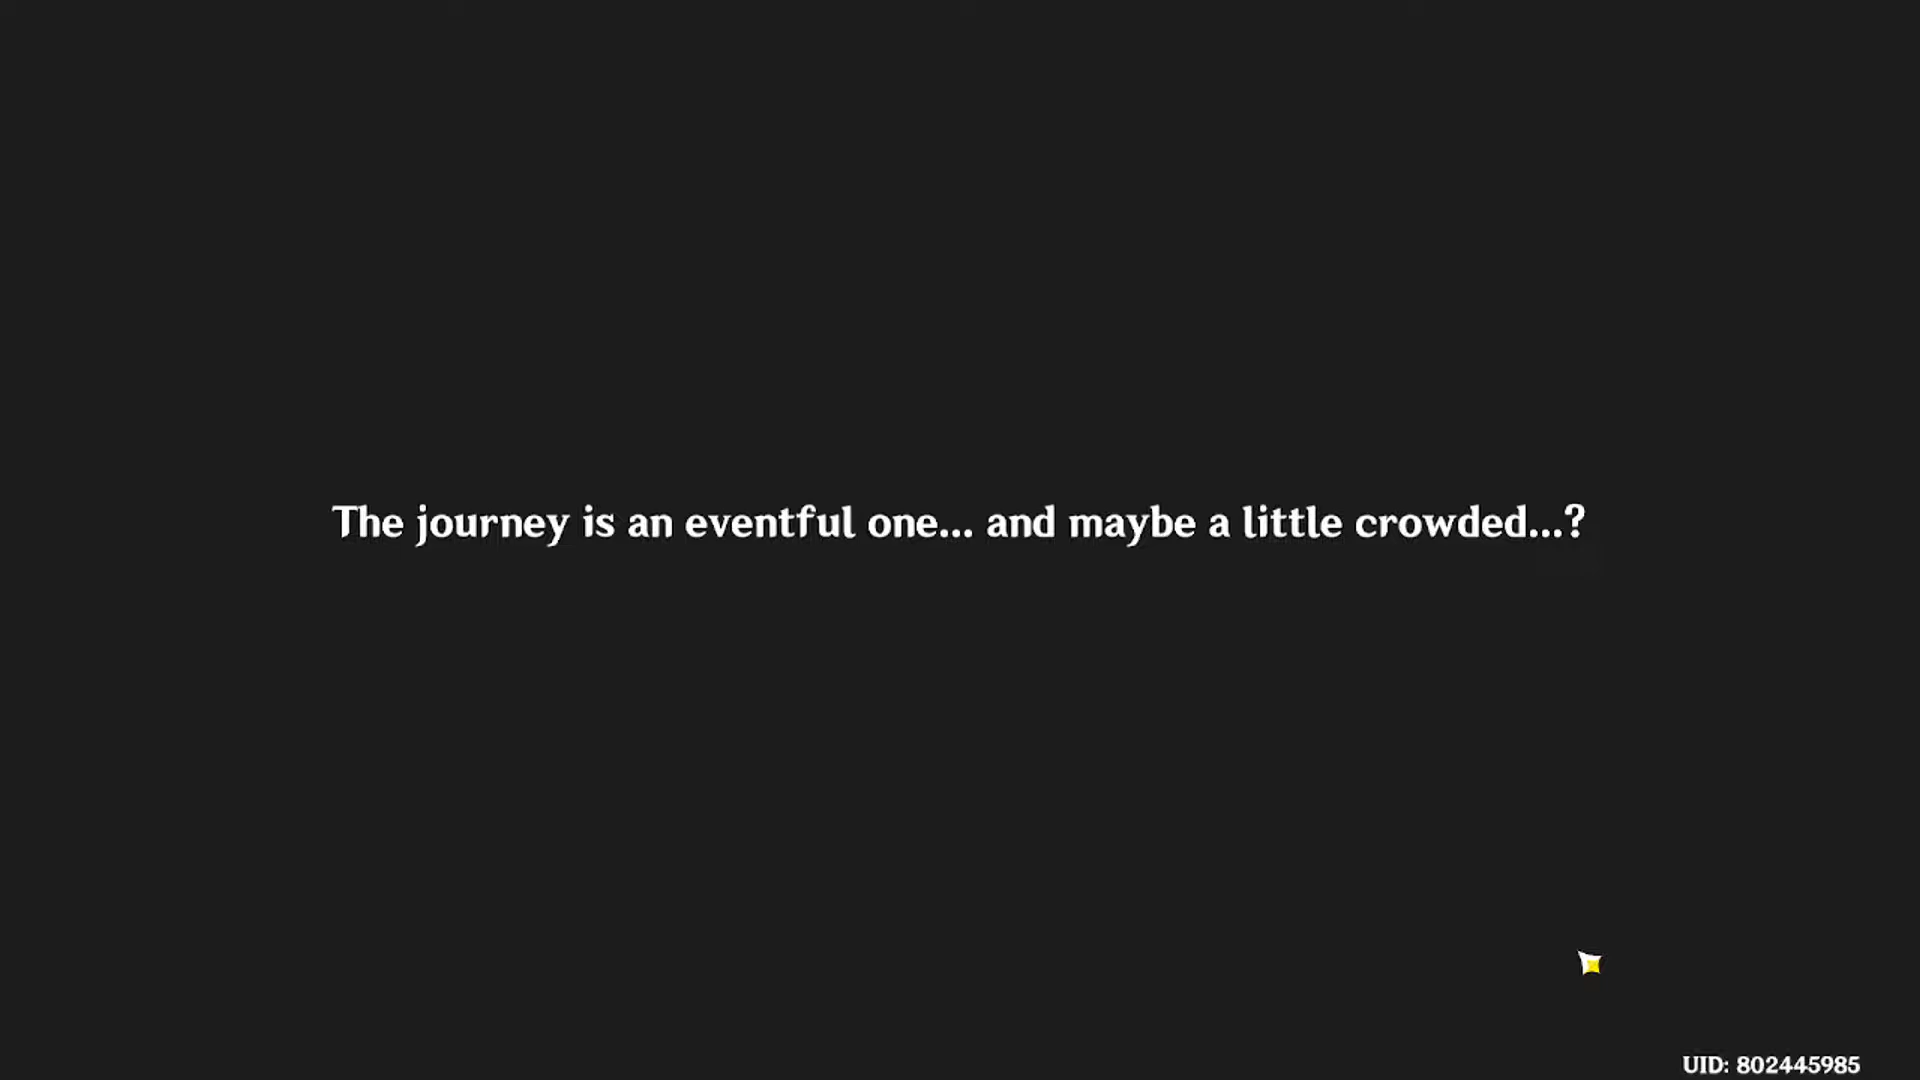 The journey is an eventful one... and maybe a little crowded...?
UID: 802445985